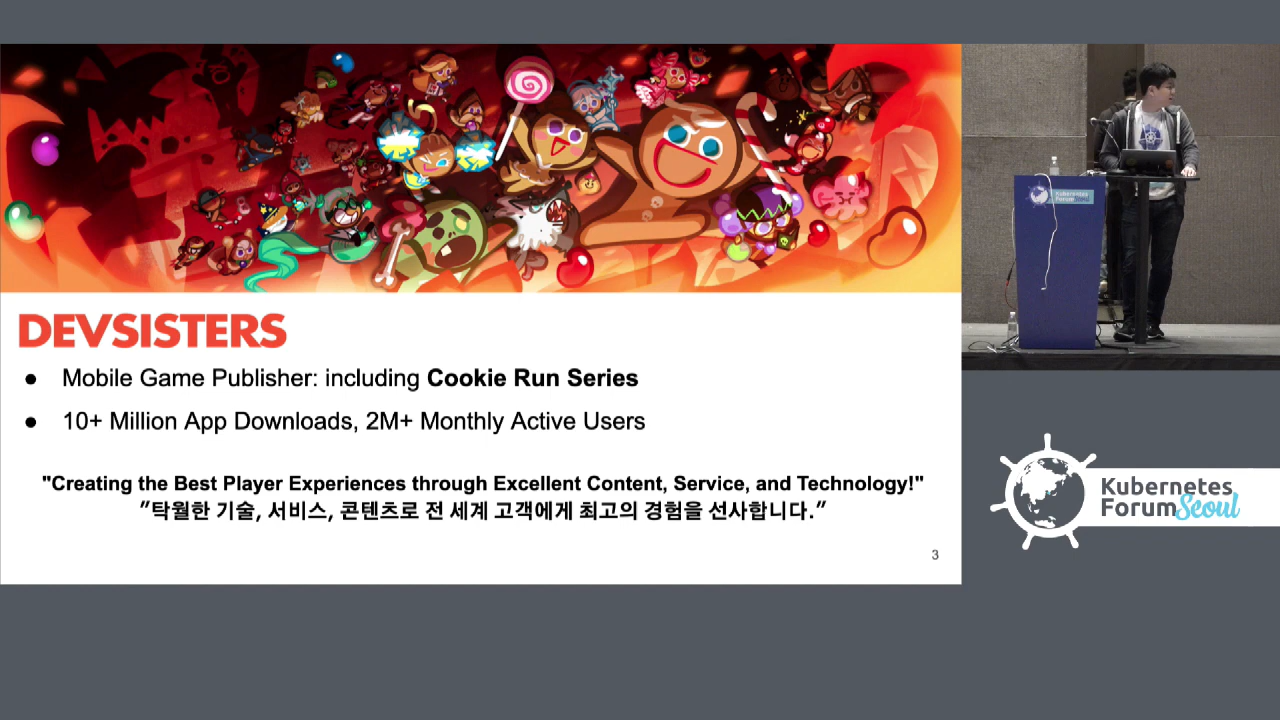 DEVSISTERS
● Mobile Game Publisher: including Cookie Run Series
● 10+ Million App Downloads, 2M+ Monthly Active Users
"Creating the Best Player Experiences through Excellent Content, Service, and Technology!"
"탁월한 기술, 서비스, 콘텐츠로 전 세계 고객에게 최고의 경험을 선사합니다."
3
Kubernetes
Forum Seoul
Kubernetes
Forum Seoul